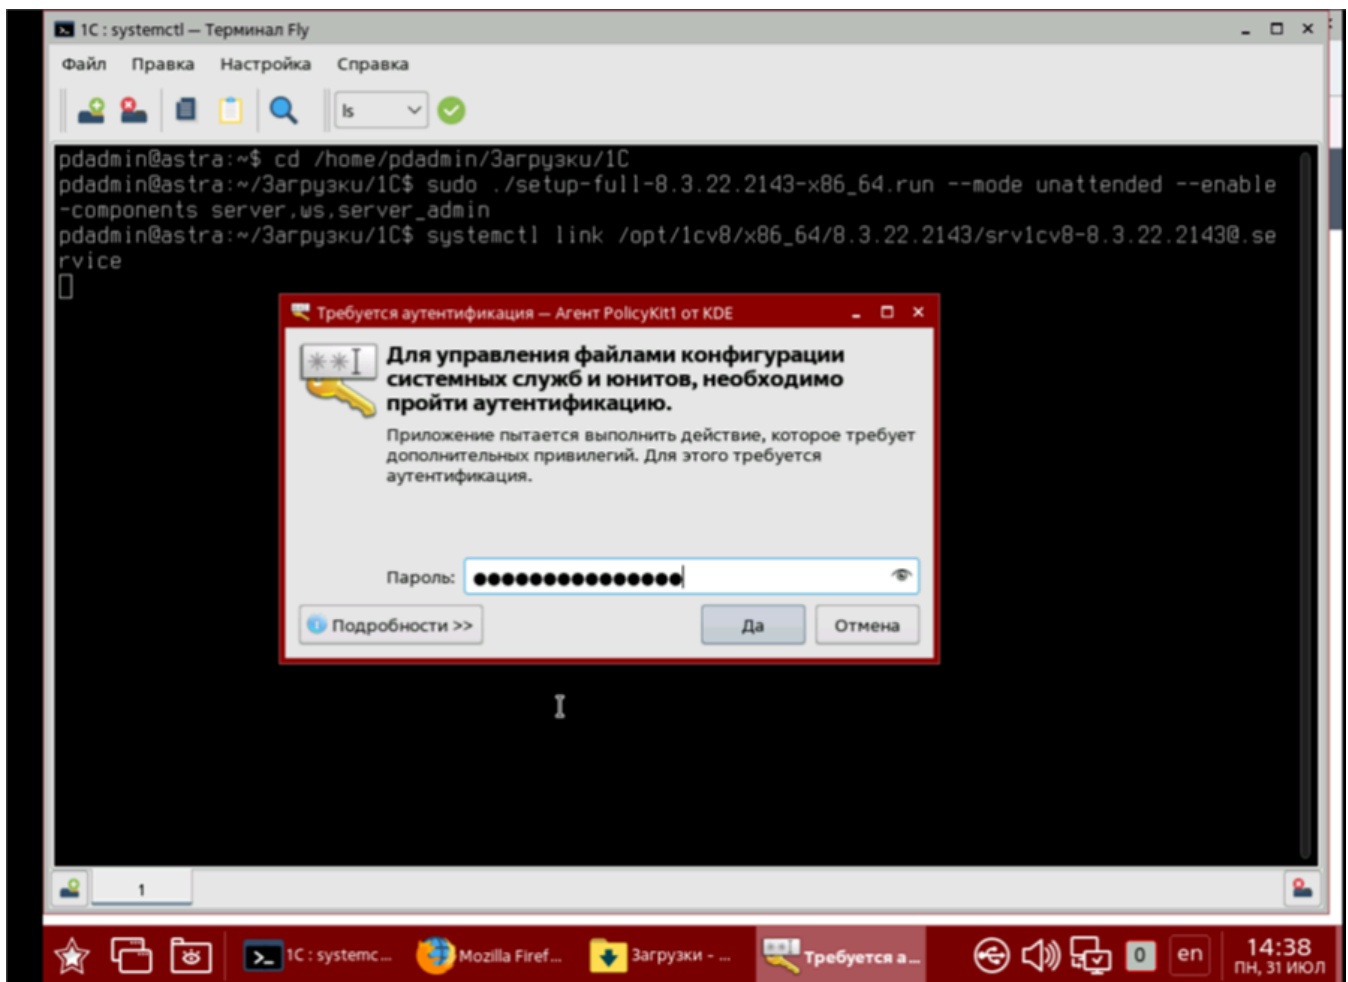 1C : systemctl — Терминал Fly
Файл Правка Настройка Справка
ls
pdadmin@astra:~$ cd /home/pdadmin/Загрузки/1C
pdadmin@astra:~/Загрузки/1C$ sudo ./setup-full-8.3.22.2143-x86_64.run --mode unattended --enable
-components server,ws,server_admin
pdadmin@astra:~/Загрузки/1C$ systemctl link /opt/1cv8/x86_64/8.3.22.2143/srv1cv8-8.3.22.2143@.se
rvice
Требуется аутентификация — Агент PolicyKit1 от KDE
Для управления файлами конфигурации
системных служб и юнитов, необходимо
пройти аутентификацию.
Приложение пытается выполнить действие, которое требует
дополнительных привилегий. Для этого требуется
аутентификация.
Пароль: ●●●●●●●●●●●●●●●
Подробности >>
Да
Отмена
1
1C : systemc...
Mozilla Firef...
Загрузки - ...
Требуется а...
0
en
14:38
ПН, 31 ИЮЛ